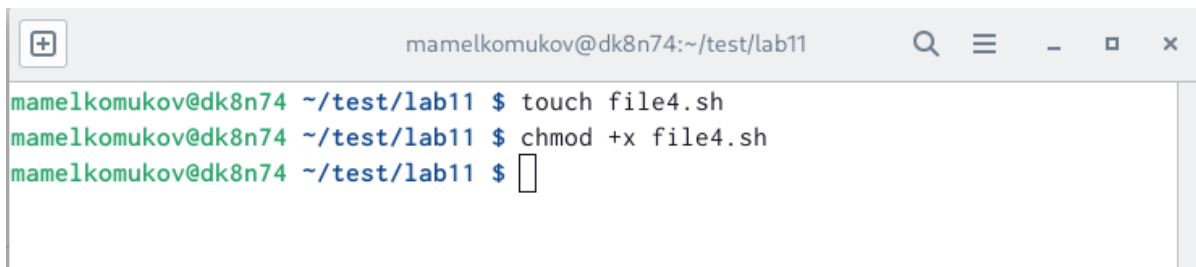 mamelkomukov@dk8n74:~/test/lab11
mamelkomukov@dk8n74 ~/test/lab11 $ touch file4.sh
mamelkomukov@dk8n74 ~/test/lab11 $ chmod +x file4.sh
mamelkomukov@dk8n74 ~/test/lab11 $